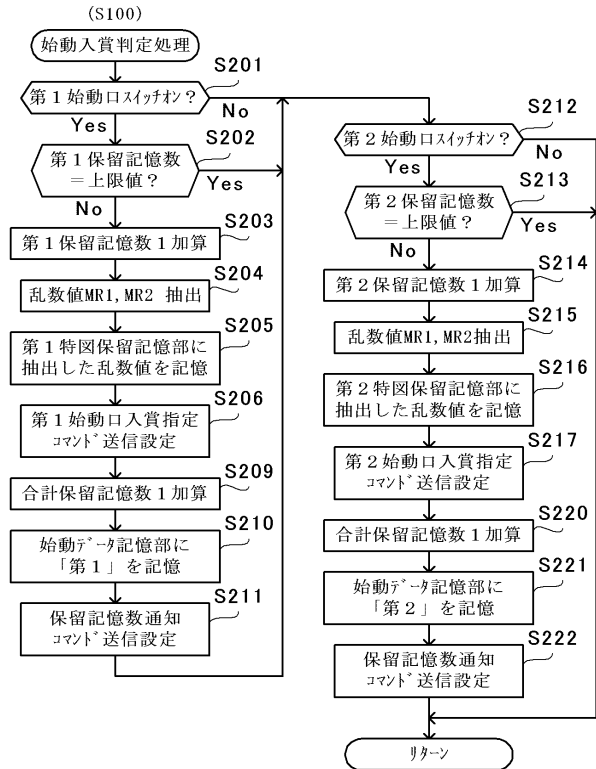 (S100)
始動入賞判定処理
S201
第1始動口ｽｲｯﾁｵﾝ?
No
Yes
S202
第1保留記憶数
=上限値?
Yes
No
S203
第1保留記憶数1加算
S204
乱数値MR1,MR2 抽出
S205
第1特図保留記憶部に
抽出した乱数値を記憶
S206
第1始動口入賞指定
ｺﾏﾝﾄﾞ送信設定
S209
合計保留記憶数1加算
S210
始動ﾃﾞｰﾀ記憶部に
「第1」を記憶
S211
保留記憶数通知
ｺﾏﾝﾄﾞ送信設定
S212
第2始動口ｽｲｯﾁｵﾝ?
No
Yes
S213
第2保留記憶数
=上限値?
Yes
No
S214
第2保留記憶数1加算
S215
乱数値MR1,MR2抽出
S216
第2特図保留記憶部に
抽出した乱数値を記憶
S217
第2始動口入賞指定
ｺﾏﾝﾄﾞ送信設定
S220
合計保留記憶数1加算
S221
始動ﾃﾞｰﾀ記憶部に
「第2」を記憶
S222
保留記憶数通知
ｺﾏﾝﾄﾞ送信設定
ﾘﾀｰﾝ